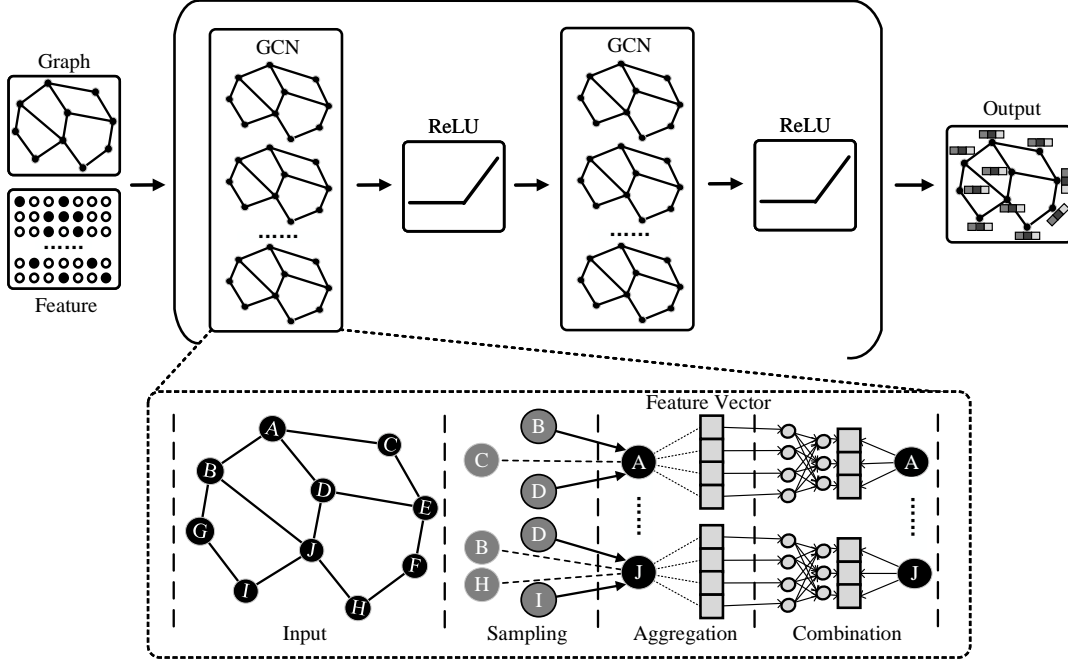 GCN
GCN
Graph
ReLU
ReLU
Output
......
......
......
Feature
Feature Vector
A
B
C
D
E
G
J
I
F
H
B
C
D
A
D
B
H
I
J
A
J
Input
Sampling
Aggregation
Combination